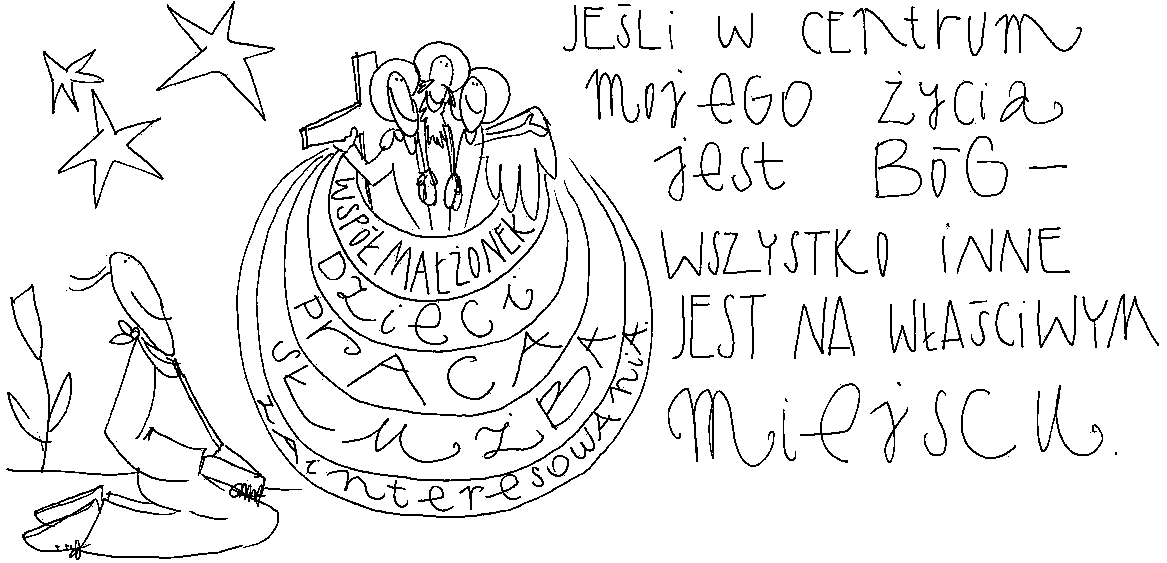 JEŚLi W CENtrUM
MOJEGO życia
jest BÓG –
WSZYSTKO iNNE
JEST NA WŁAŚCiWYM
MiejSCU.
WSPÓŁMAŁŻONEK
Dzieci
PRACA
SŁUŻBA
ZAinteresOWANiA